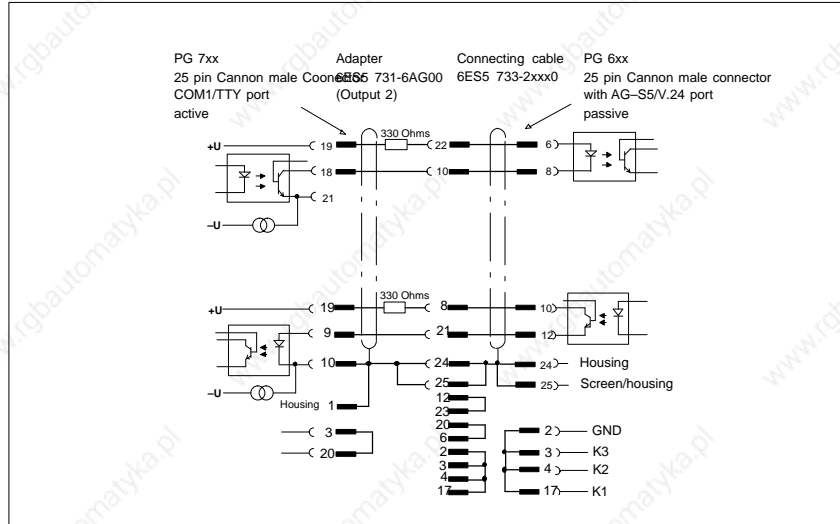 PG 7xx
25 pin Cannon male Coonector
COM1/TTY port
active
Adapter
6ES5 731-6AG00
(Output 2)
Connecting cable
6ES5 733-2xxx0
PG 6xx
25 pin Cannon male connector
with AG–S5/V.24 port
passive
+U 19 330 Ohms 22 6
18 10 8
21
–U
+U 19 330 Ohms 8 10
9 21 12
10 24 24 Housing
–U 25 25 Screen/housing
Housing 1 12
23
3 20 2 GND
20 6
2 3 K3
3 4 K2
4
17 17 K1
www.rgbautomatyka.pl